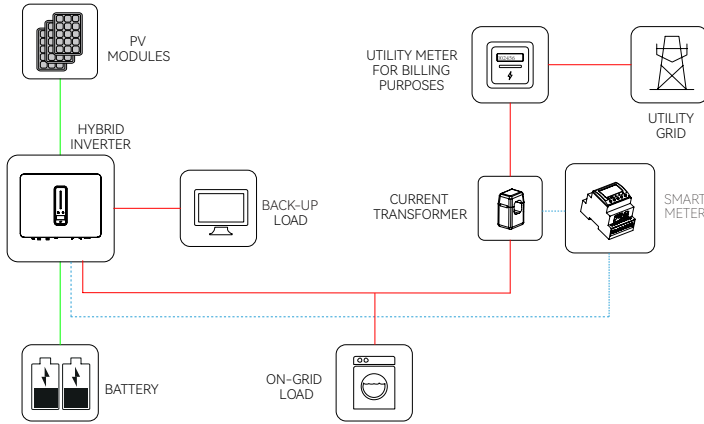 PV
MODULES
UTILITY METER
FOR BILLING
PURPOSES
UTILITY
GRID
HYBRID
INVERTER
BACK-UP
LOAD
CURRENT
TRANSFORMER
SMART
METER
BATTERY
ON-GRID
LOAD